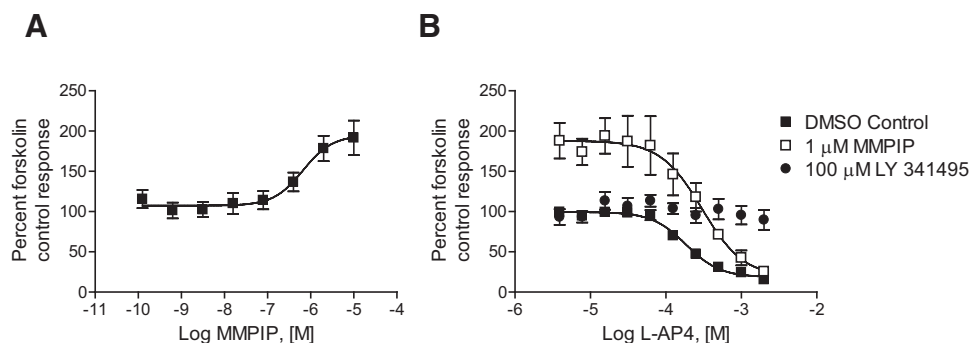 A
Percent forskolin
control response
250
200
150
100
50
0
-11 -10 -9 -8 -7 -6 -5 -4
Log MMPIP, [M]
B
Percent forskolin
control response
250
200
150
100
50
0
-6 -5 -4 -3 -2
Log L-AP4, [M]
DMSO Control
1 μM MMPIP
100 μM LY 341495